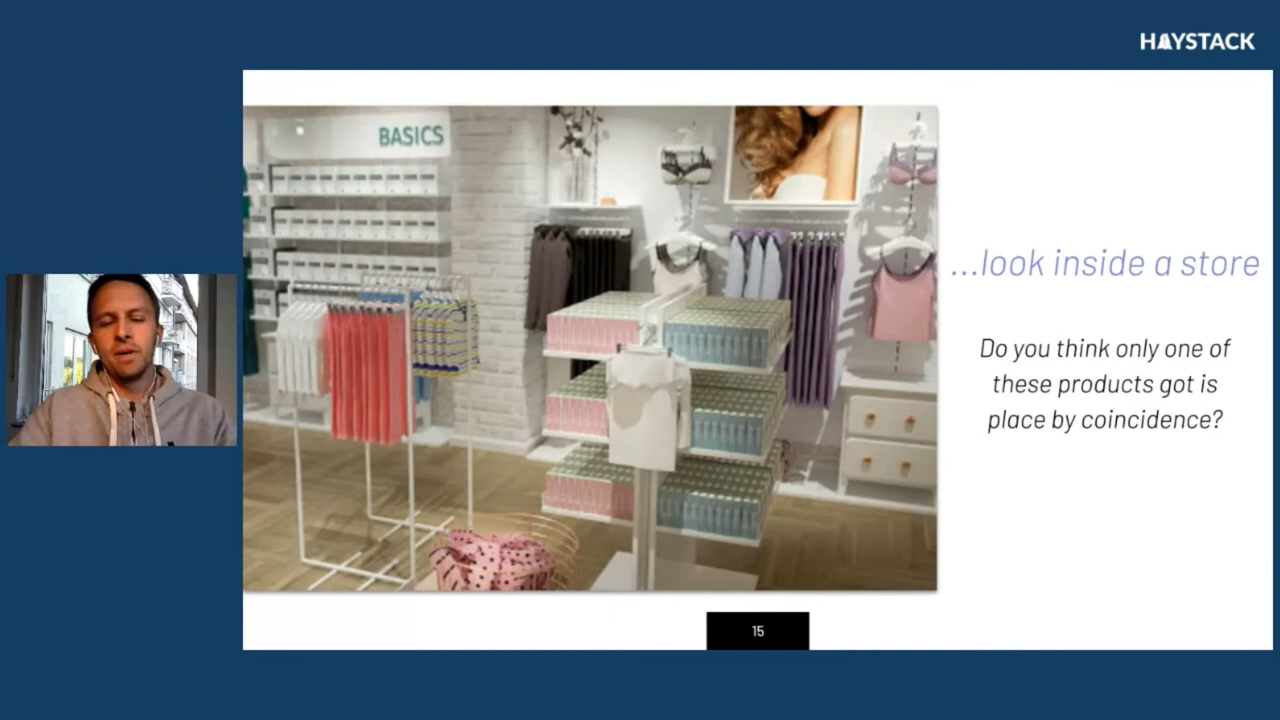 HAYSTACK
BASICS
...look inside a store
Do you think only one of
these products got is
place by coincidence?
15